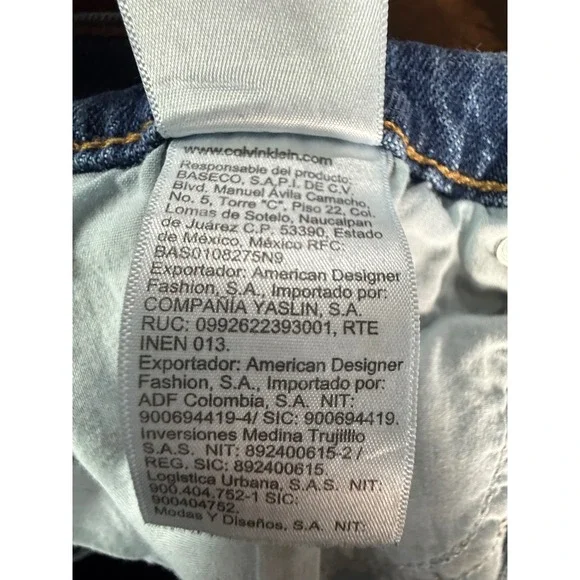 www.calvinklein.com
Responsable del producto:
BASECO, S.A.P.I. DE C.V.
Blvd. Manuel Ávila Camacho,
No. 5, Torre "C", Piso 22, Col.
Lomas de Sotelo, Naucalpan
de Juárez C.P. 53390, Estado
de México, México RFC:
BAS0108275N9
Exportador: American Designer
Fashion, S.A., Importado por:
COMPAÑÍA YASLIN, S.A.
RUC: 0992622393001, RTE
INEN 013.
Exportador: American Designer
Fashion, S.A., Importado por:
ADF Colombia, S.A. NIT:
900694419-4/ SIC: 900694419.
Inversiones Medina Trujillo
S.A.S. NIT: 892400615-2 /
REG. SIC: 892400615.
Logistica Urbana, S.A.S. NIT:
900.404.752-1 SIC:
900404752.
Modas Y Diseños, S.A. NIT: